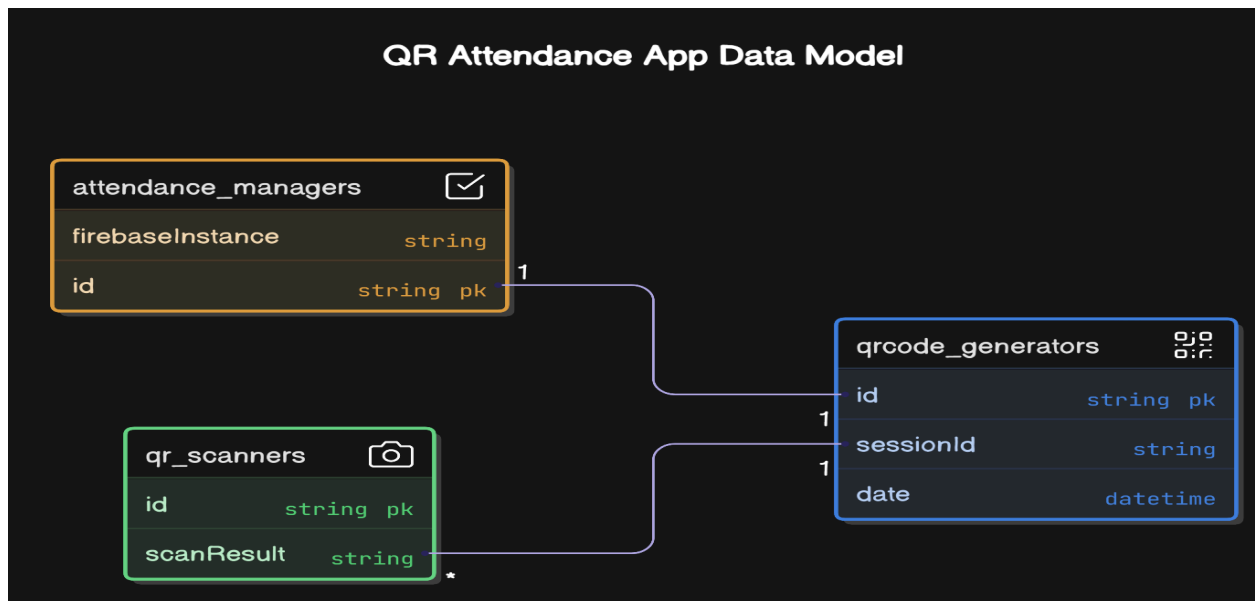 QR Attendance App Data Model
attendance_managers
firebaseInstance string
id string pk
1
qrcode_generators
id string pk
1
sessionId string
1
date datetime
qr_scanners
id string pk
scanResult string
*